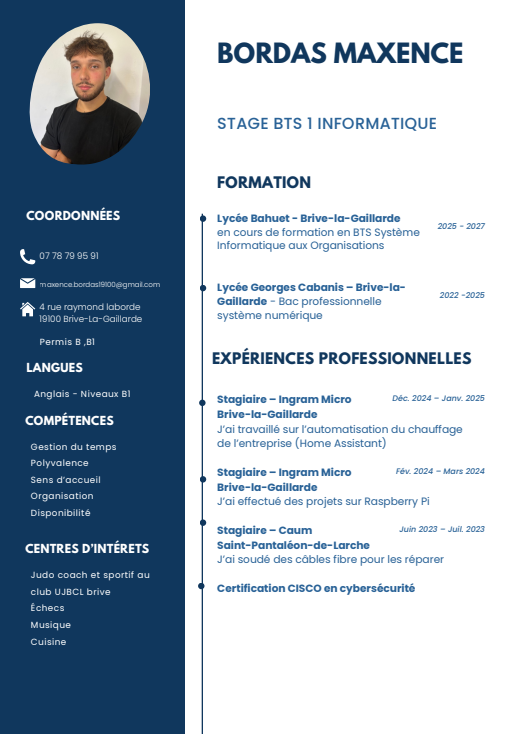 BORDAS MAXENCE
STAGE BTS 1 INFORMATIQUE
COORDONNÉES
07 78 79 95 91
maxence.bordas19100@gmail.com
4 rue raymond laborde
19100 Brive-La-Gaillarde
Permis B ,B1
LANGUES
Anglais - Niveaux B1
COMPÉTENCES
Gestion du temps
Polyvalence
Sens d'accueil
Organisation
Disponibilité
CENTRES D'INTÉRETS
Judo coach et sportif au
club UJBCL brive
Échecs
Musique
Cuisine
FORMATION
Lycée Bahuet - Brive-la-Gaillarde
en cours de formation en BTS Système
Informatique aux Organisations
2025 - 2027
Lycée Georges Cabanis – Brive-la-
Gaillarde - Bac professionnelle
système numérique
2022 -2025
EXPÉRIENCES PROFESSIONNELLES
Stagiaire – Ingram Micro
Déc. 2024 – Janv. 2025
Brive-la-Gaillarde
J'ai travaillé sur l'automatisation du chauffage
de l'entreprise (Home Assistant)
Stagiaire – Ingram Micro
Fév. 2024 – Mars 2024
Brive-la-Gaillarde
J'ai effectué des projets sur Raspberry Pi
Stagiaire – Caum
Juin 2023 – Juil. 2023
Saint-Pantaléon-de-Larche
J'ai soudé des câbles fibre pour les réparer
Certification CISCO en cybersécurité